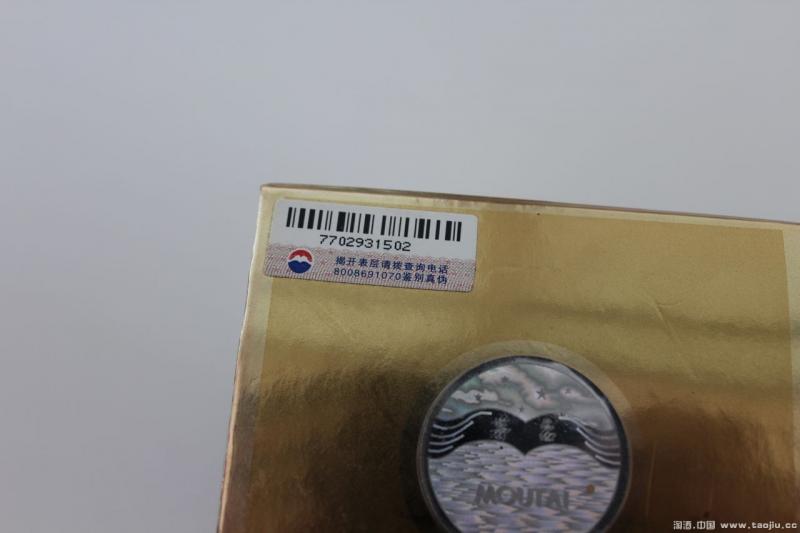 7702931502
揭开表层请拨查询电话
8008691070鉴别真伪
MOUTAI
淘酒.中国 www.taojiu.cc